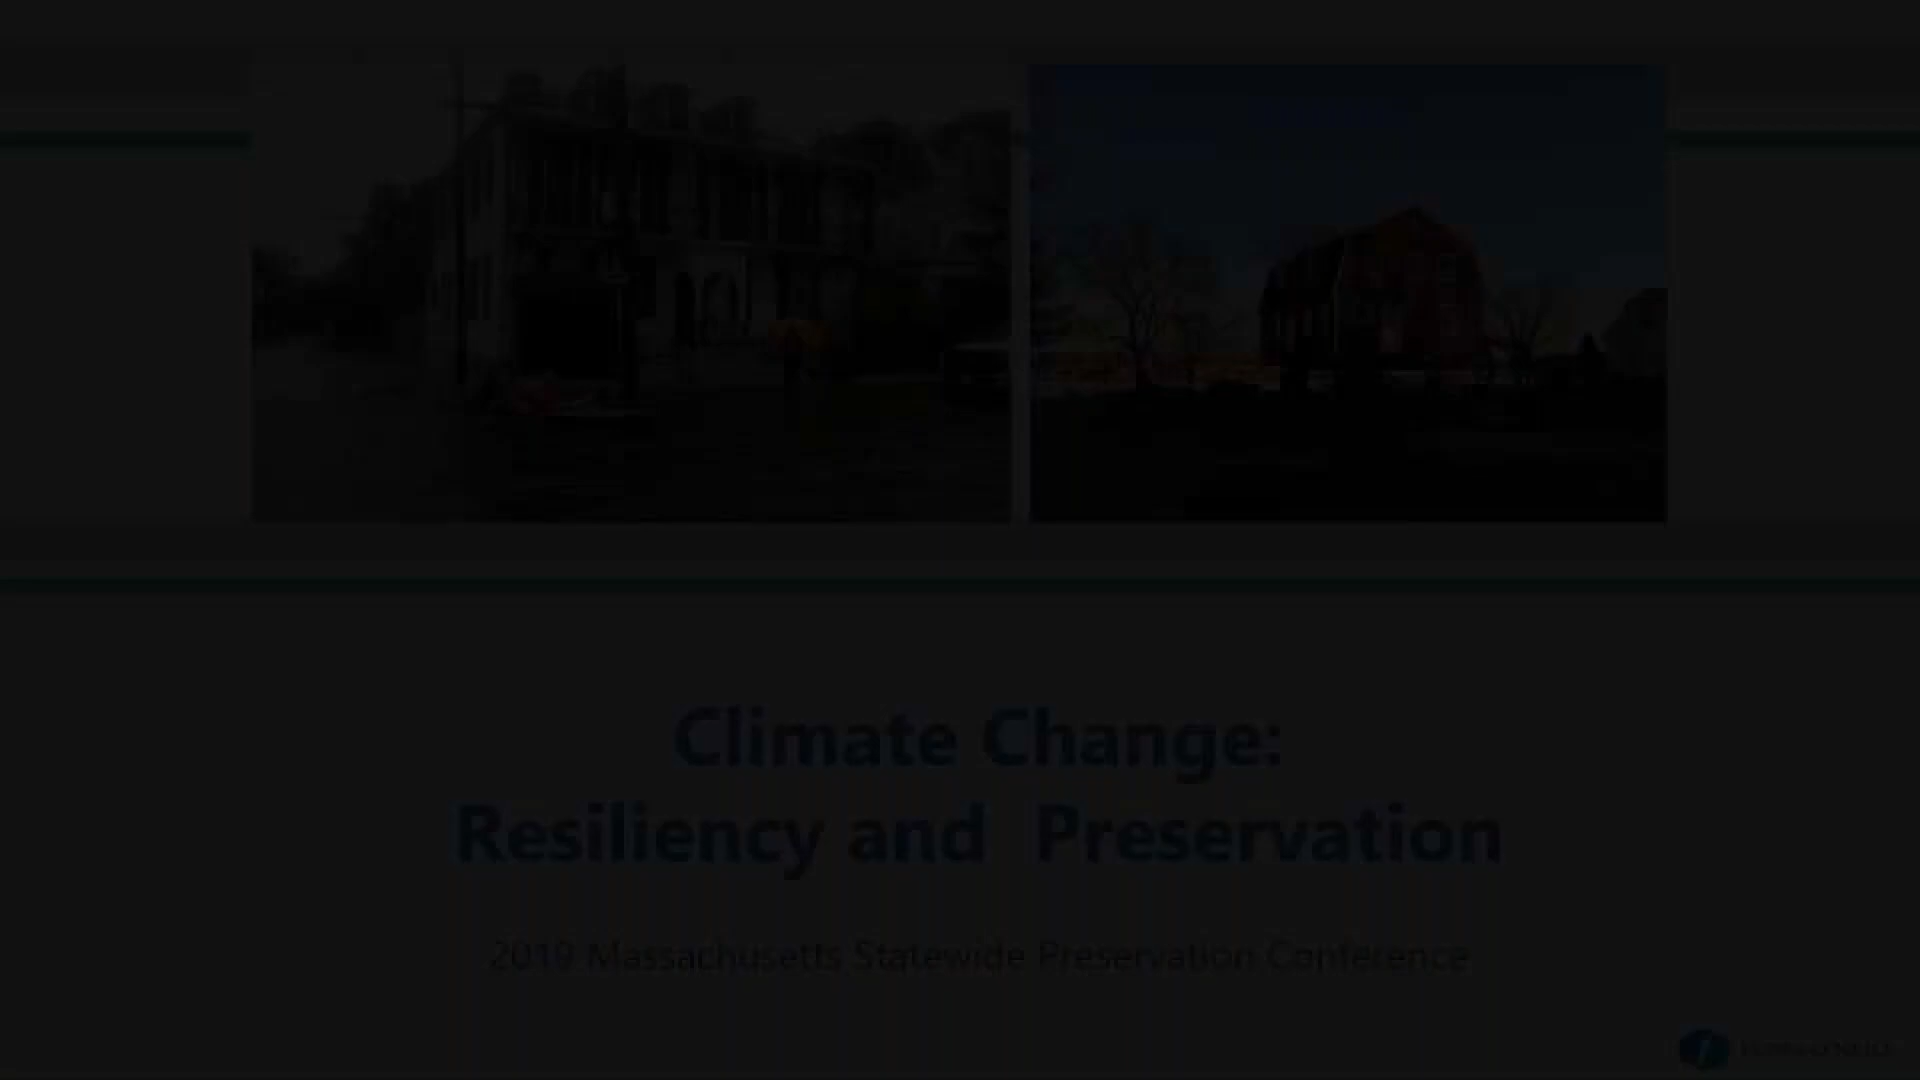 Climate Change:
Resiliency and Preservation
2019 Massachusetts Statewide Preservation Conference